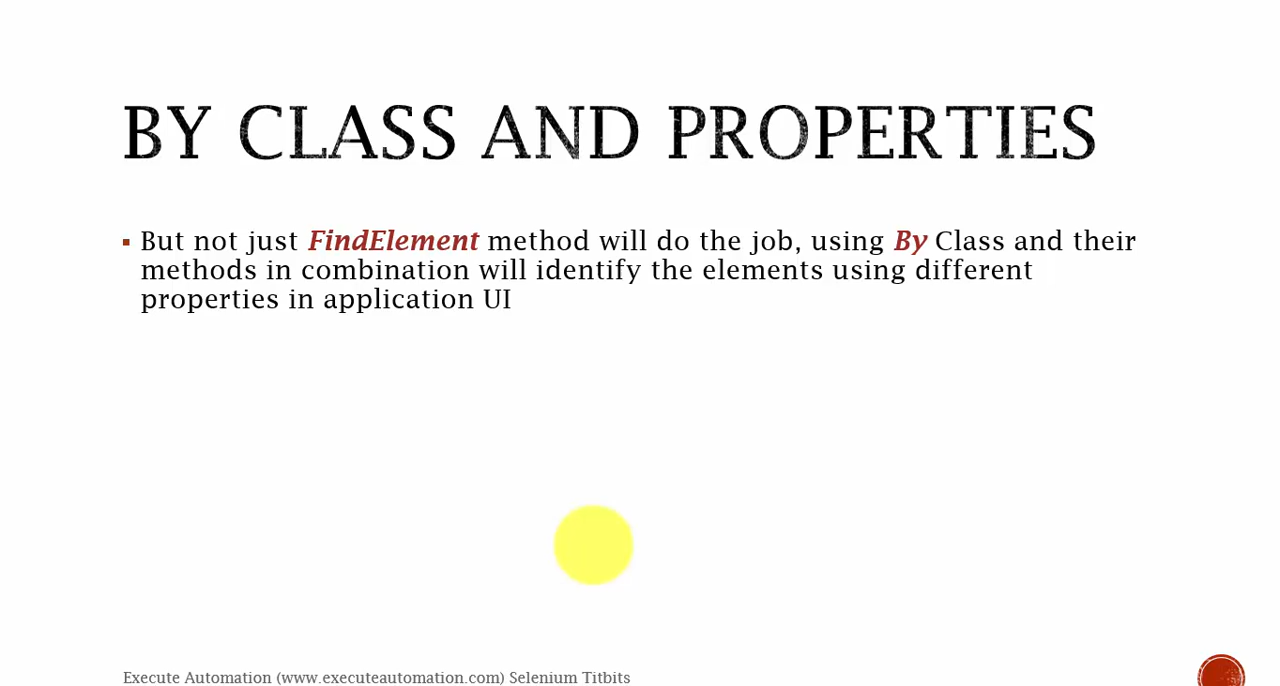 BY CLASS AND PROPERTIES
▪ But not just FindElement method will do the job, using By Class and their
methods in combination will identify the elements using different
properties in application UI
Execute Automation (www.executeautomation.com) Selenium Titbits